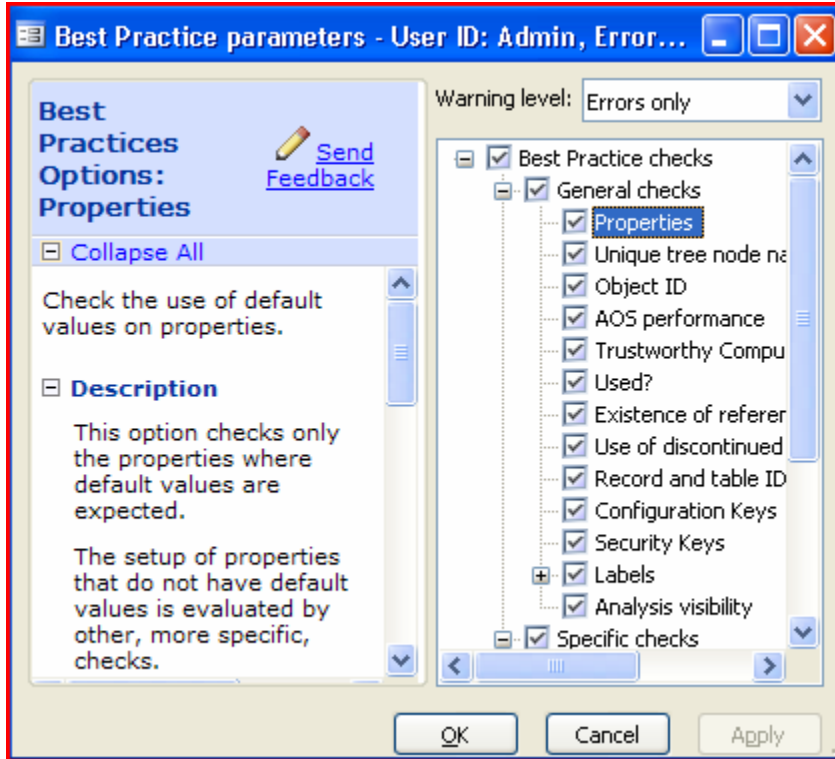 Best Practice parameters - User ID: Admin, Error...
Best
Practices
Options:
Properties
Send
Feedback
Collapse All
Check the use of default
values on properties.
Description
This option checks only
the properties where
default values are
expected.
The setup of properties
that do not have default
values is evaluated by
other, more specific,
checks.
Warning level: Errors only
Best Practice checks
General checks
Properties
Unique tree node na
Object ID
AOS performance
Trustworthy Compu
Used?
Existence of referer
Use of discontinued
Record and table ID
Configuration Keys
Security Keys
Labels
Analysis visibility
Specific checks
OK
Cancel
Apply